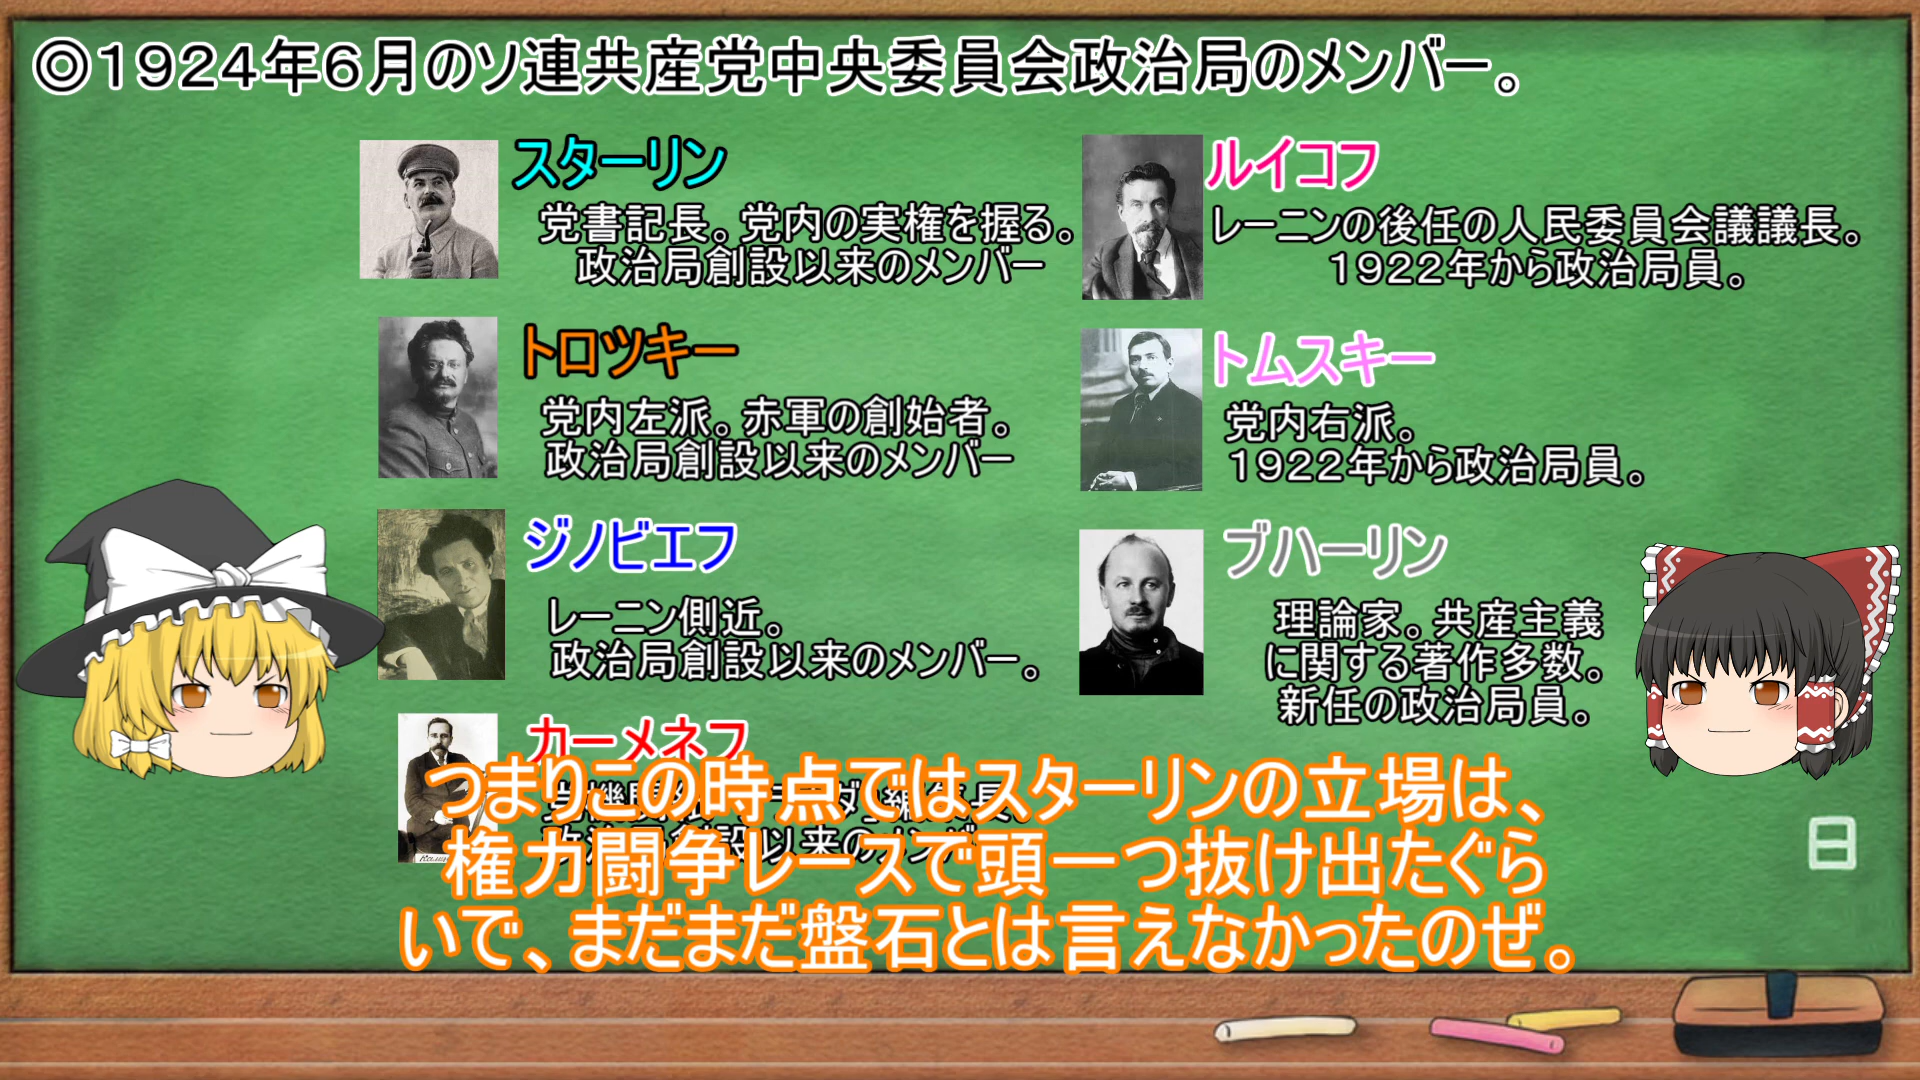 ◎1924年6月のソ連共産党中央委員会政治局のメンバー。
スターリン
党書記長。党内の実権を握る。
政治局創設以来のメンバー
トロツキー
党内左派。赤軍の創始者。
政治局創設以来のメンバー
ジノビエフ
レーニン側近。
政治局創設以来のメンバー。
カーメネフ
ルイコフ
レーニンの後任の人民委員会議議長。
1922年から政治局員。
トムスキー
党内右派。
1922年から政治局員。
ブハーリン
理論家。共産主義
に関する著作多数。
新任の政治局員。
つまりこの時点ではスターリンの立場は、
権力闘争レースで頭一つ抜け出たぐら
いで、まだまだ盤石とは言えなかったのぜ。
日